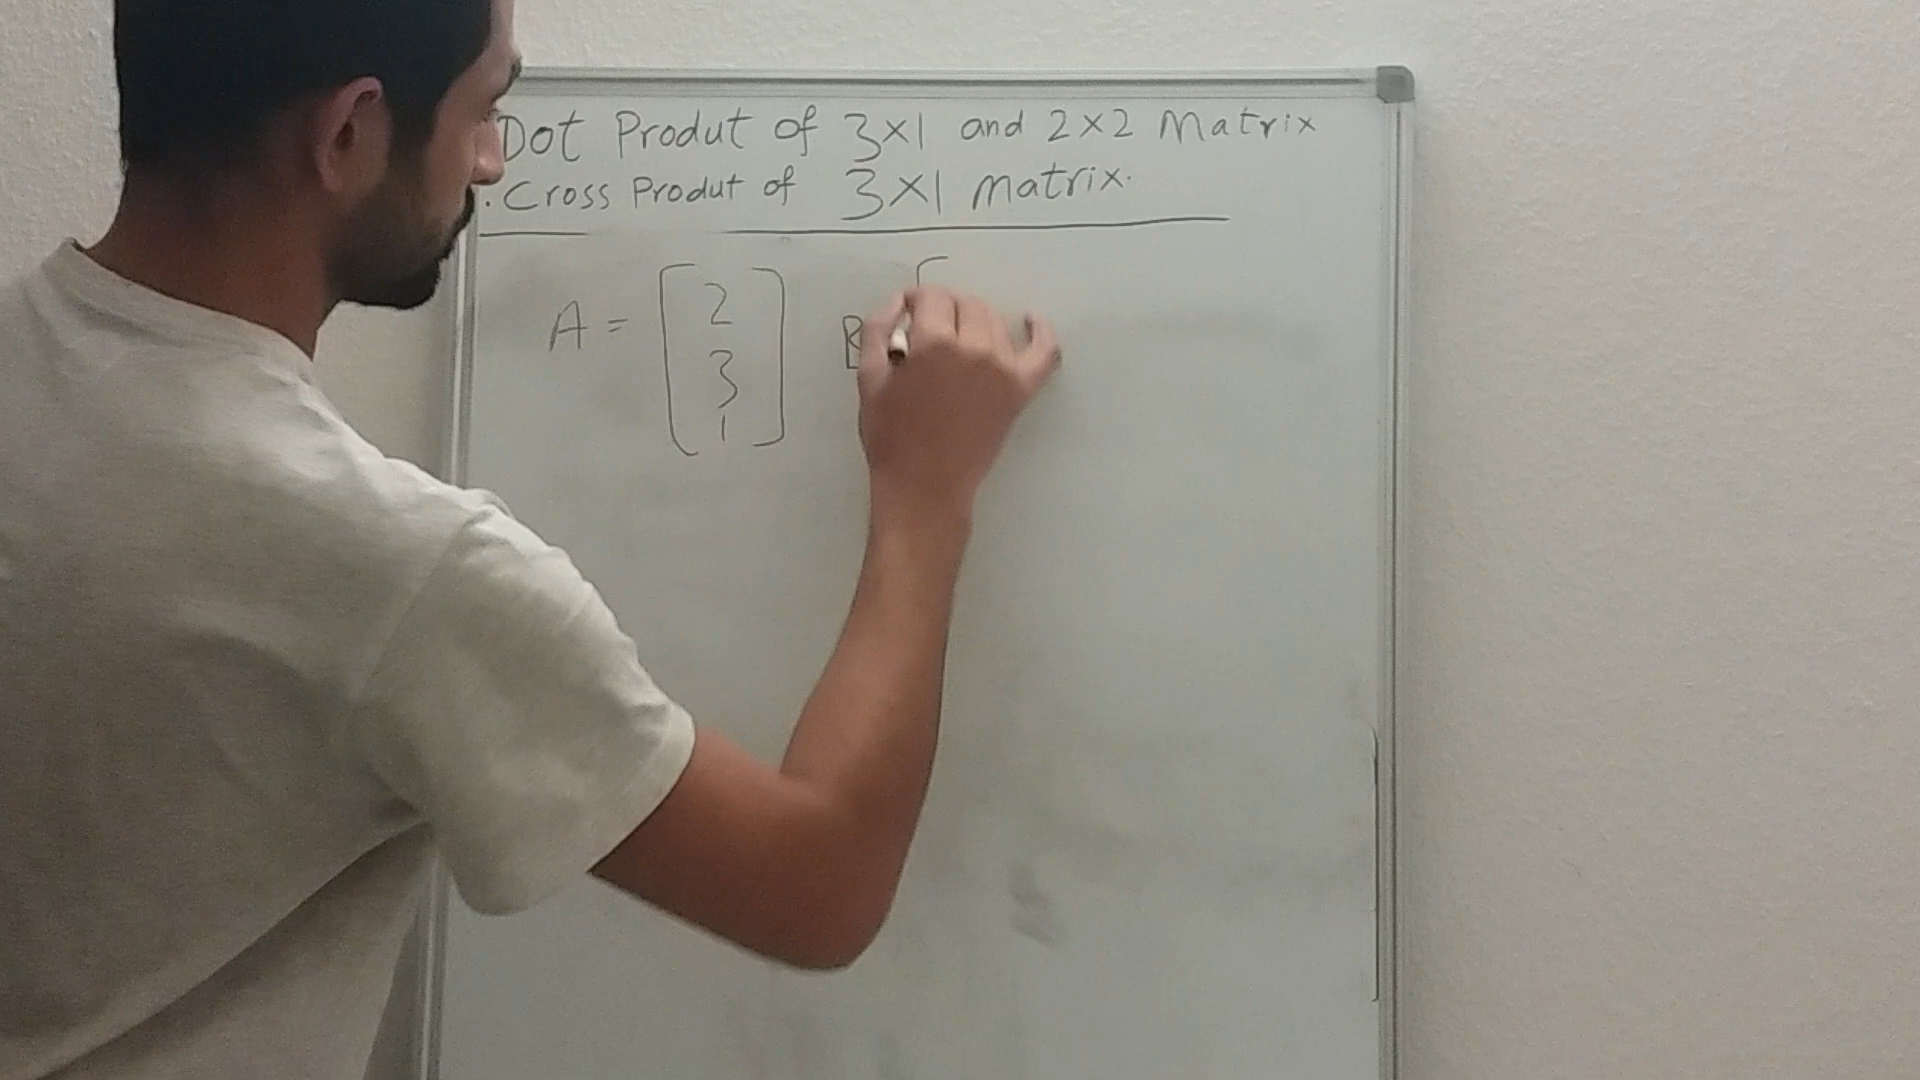 Dot Produt of 3×1 and 2×2 Matrix
. Cross Produt of 3×1 Matrix.
A = [ 2
3
1 ]
B [